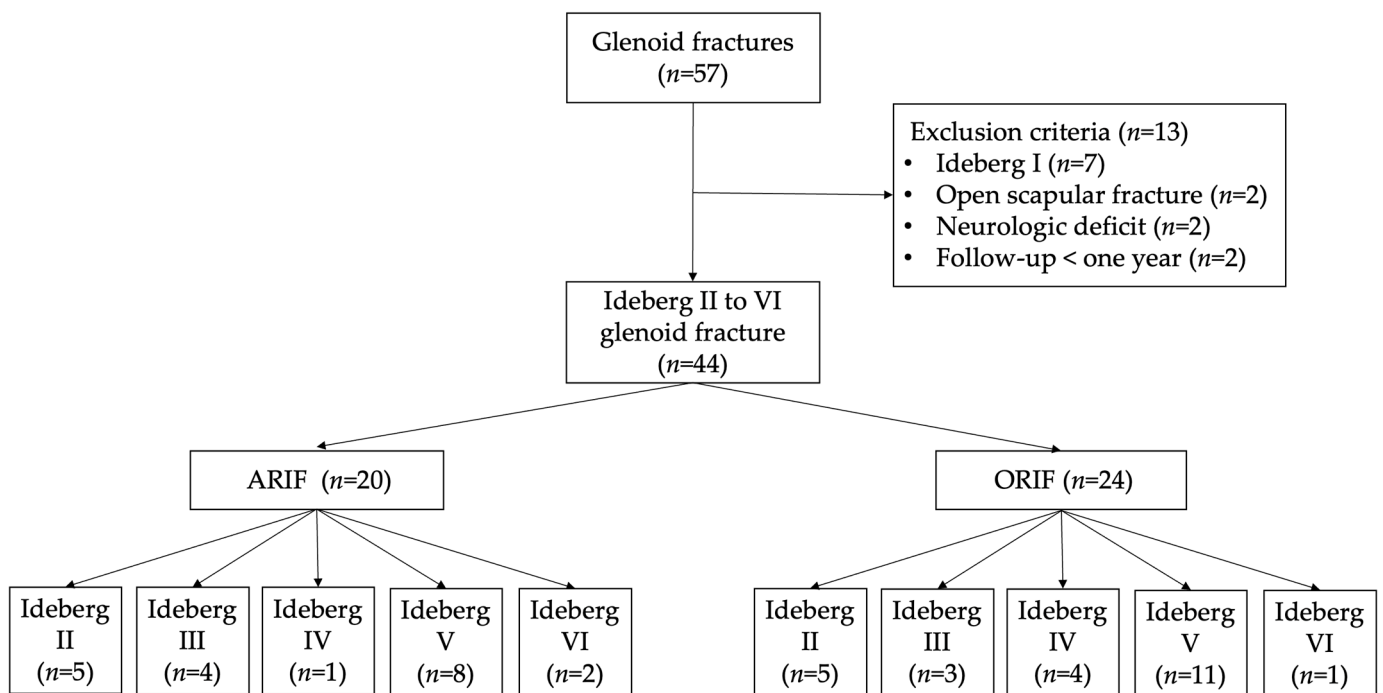 Glenoid fractures
(n=57)
Exclusion criteria (n=13)
• Ideberg I (n=7)
• Open scapular fracture (n=2)
• Neurologic deficit (n=2)
• Follow-up < one year (n=2)
Ideberg II to VI
glenoid fracture
(n=44)
ARIF (n=20)
ORIF (n=24)
Ideberg
II
(n=5)
Ideberg
III
(n=4)
Ideberg
IV
(n=1)
Ideberg
V
(n=8)
Ideberg
VI
(n=2)
Ideberg
II
(n=5)
Ideberg
III
(n=3)
Ideberg
IV
(n=4)
Ideberg
V
(n=11)
Ideberg
VI
(n=1)